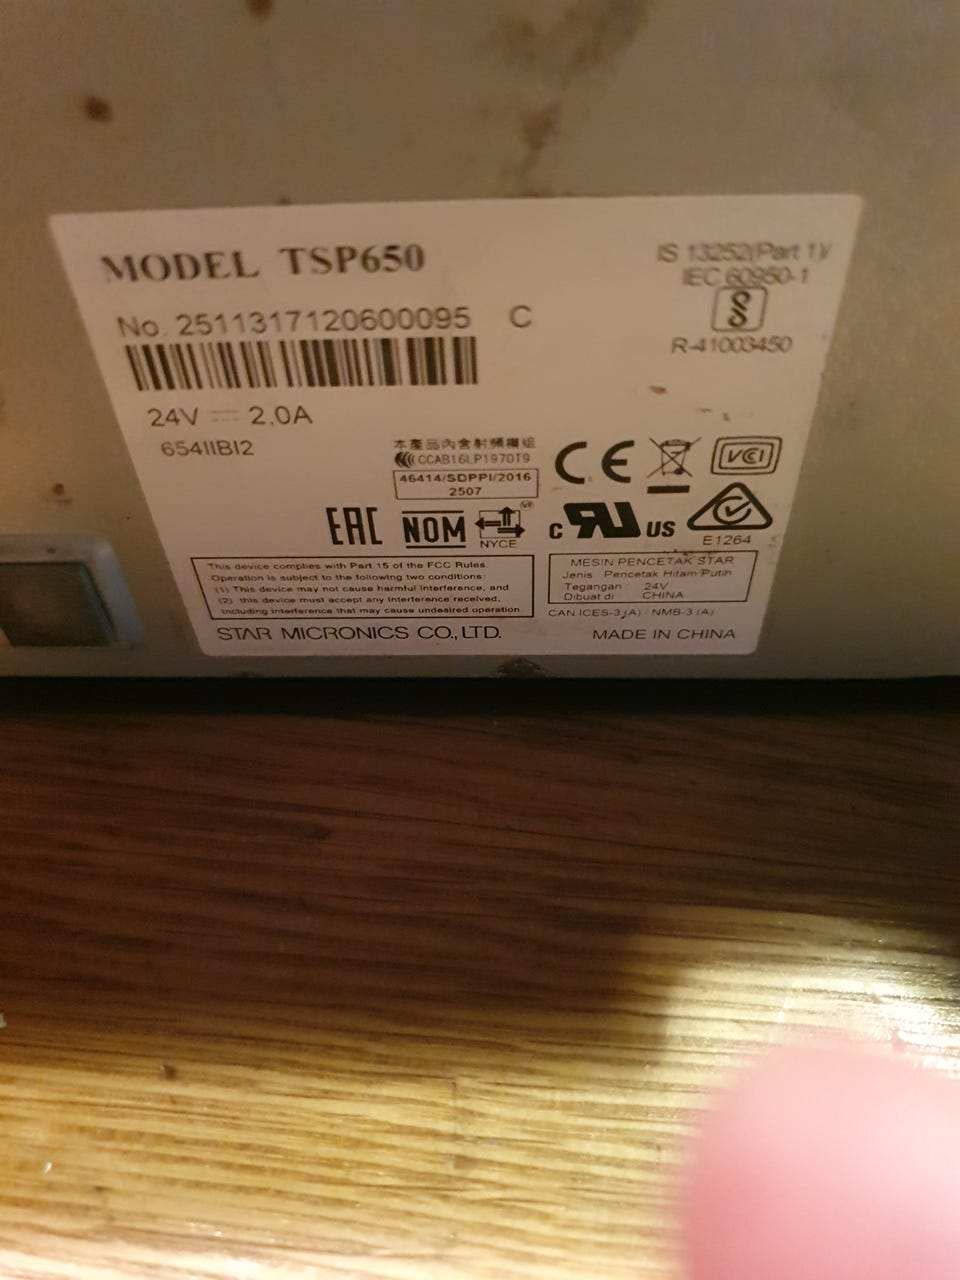 MODEL TSP650
IS 13252(Part 1)/
IEC 60950-1
R-41003450
No. 2511317120600095 C
24V ⎓ 2.0A
654IIBI2
本產品內含射頻模組
CCAB16LP1970T9
46414/SDPPI/2016
2507
CE
VCI
EAC
NOM
NYCE
c RU US
E1264
This device complies with Part 15 of the FCC Rules.
Operation is subject to the following two conditions:
(1) This device may not cause harmful interference, and
(2) this device must accept any interference received,
including interference that may cause undesired operation.
MESIN PENCETAK STAR
Jenis Pencetak Hitam Putih
Tegangan 24V
Dibuat di CHINA
CAN ICES-3 (A) / NMB-3 (A)
STAR MICRONICS CO., LTD.
MADE IN CHINA